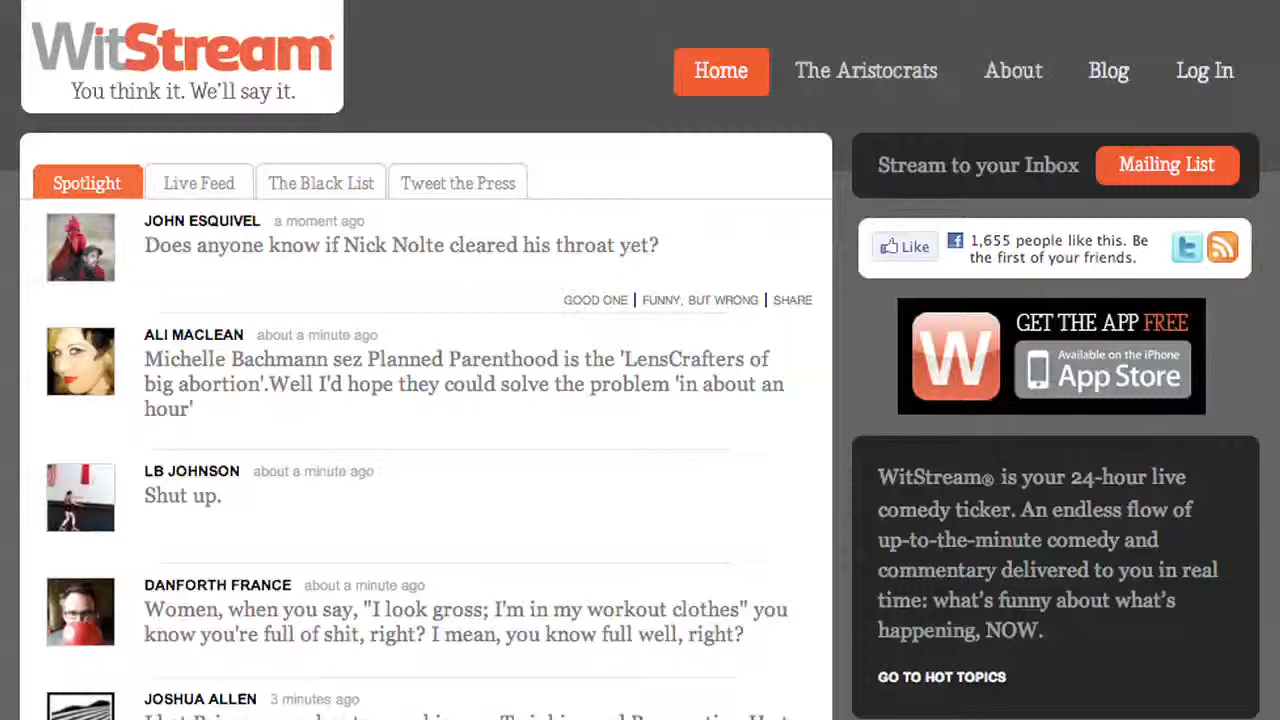 WitStream®
You think it. We'll say it.
Home
The Aristocrats
About
Blog
Log In
Spotlight
Live Feed
The Black List
Tweet the Press
JOHN ESQUIVEL a moment ago
Does anyone know if Nick Nolte cleared his throat yet?
GOOD ONE | FUNNY, BUT WRONG | SHARE
ALI MACLEAN about a minute ago
Michelle Bachmann sez Planned Parenthood is the 'LensCrafters of
big abortion'.Well I'd hope they could solve the problem 'in about an
hour'
LB JOHNSON about a minute ago
Shut up.
DANFORTH FRANCE about a minute ago
Women, when you say, "I look gross; I'm in my workout clothes" you
know you're full of shit, right? I mean, you know full well, right?
JOSHUA ALLEN 3 minutes ago
Stream to your Inbox
Mailing List
Like
1,655 people like this. Be
the first of your friends.
W
GET THE APP FREE
Available on the iPhone
App Store
WitStream® is your 24-hour live
comedy ticker. An endless flow of
up-to-the-minute comedy and
commentary delivered to you in real
time: what's funny about what's
happening, NOW.
GO TO HOT TOPICS